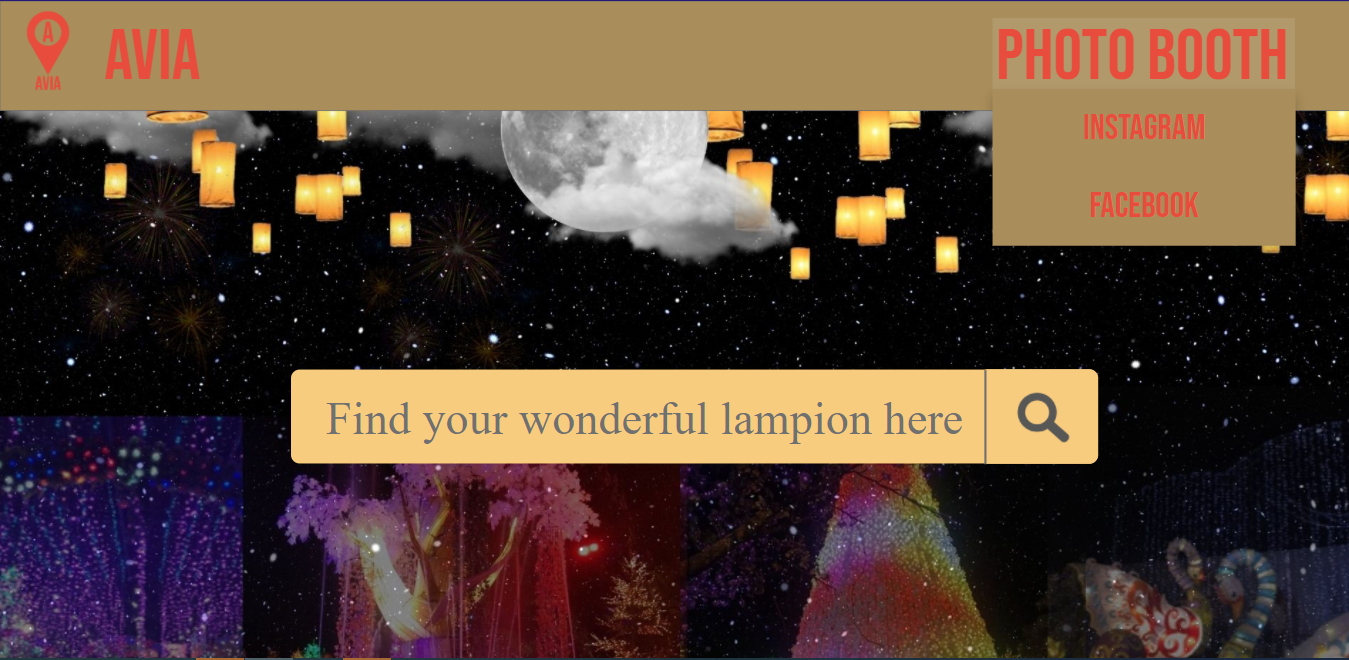 A
AVIA
AVIA
PHOTO BOOTH
INSTAGRAM
FACEBOOK
Find your wonderful lampion here